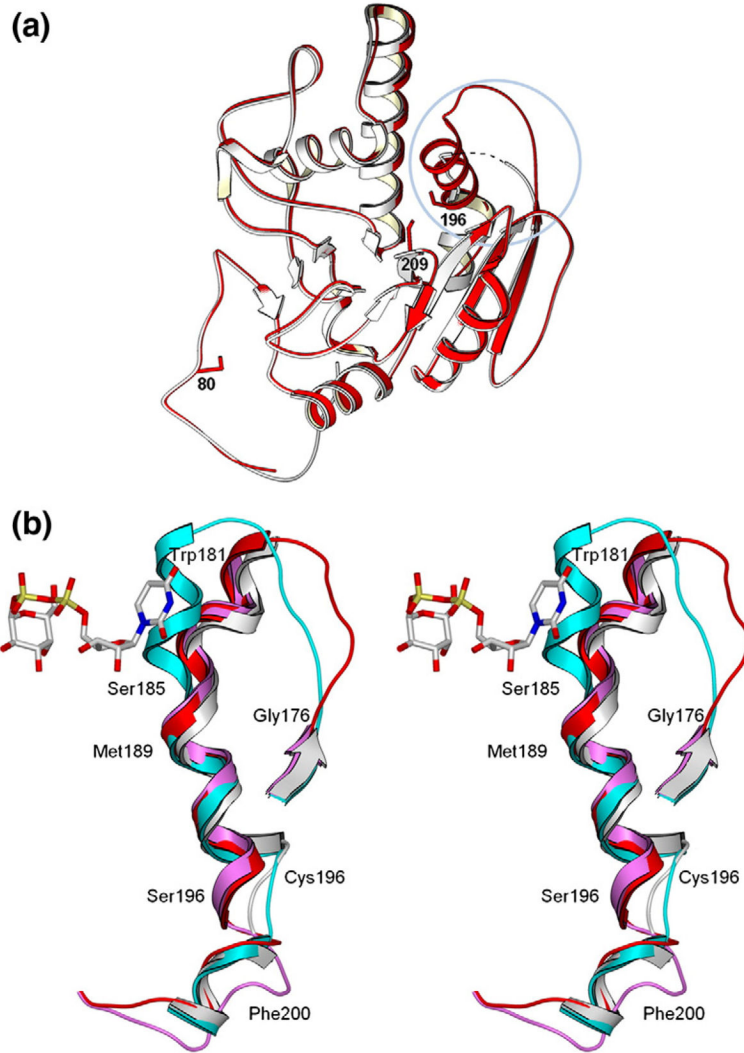 (a)
196
209
80
(b)
Trp181 Trp181
Ser185 Ser185
Gly176 Gly176
Met189 Met189
Ser196 Cys196 Ser196 Cys196
Phe200 Phe200